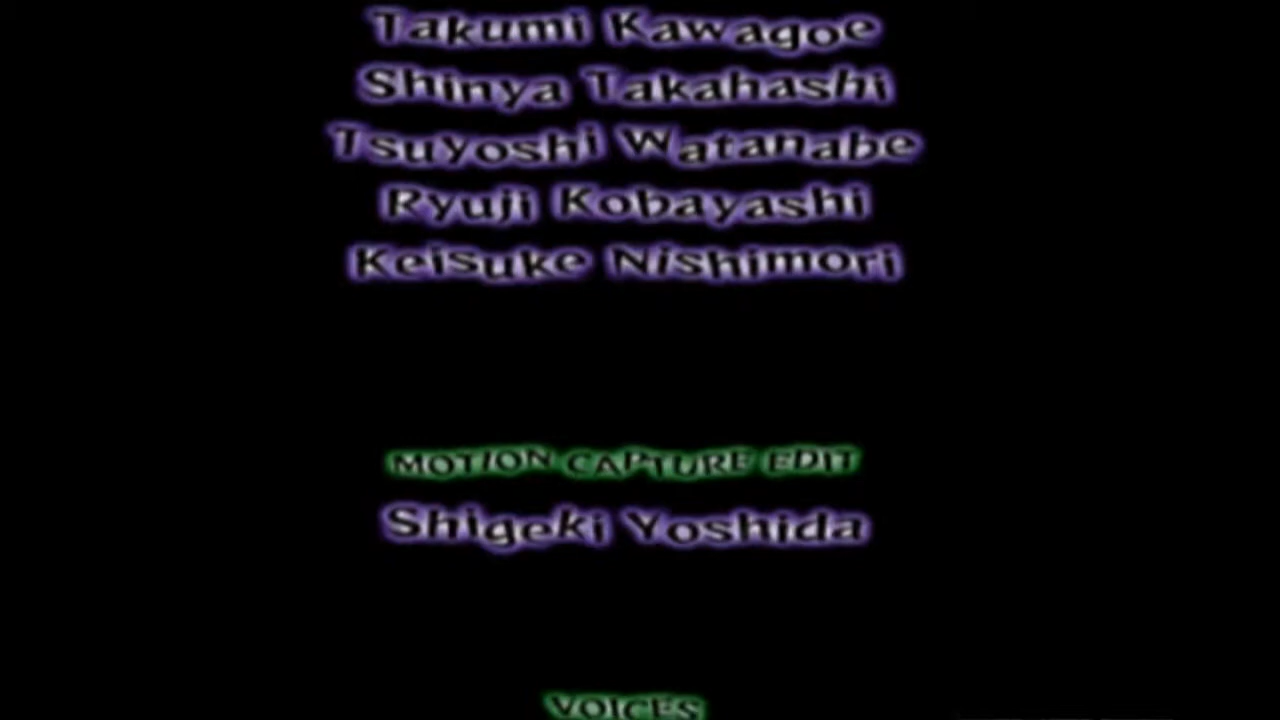 Takumi Kawagoe
Shinya Takahashi
Tsuyoshi Watanabe
Ryuji Kobayashi
Keisuke Nishimori
MOTION CAPTURE EDIT
Shigeki Yoshida
VOICES